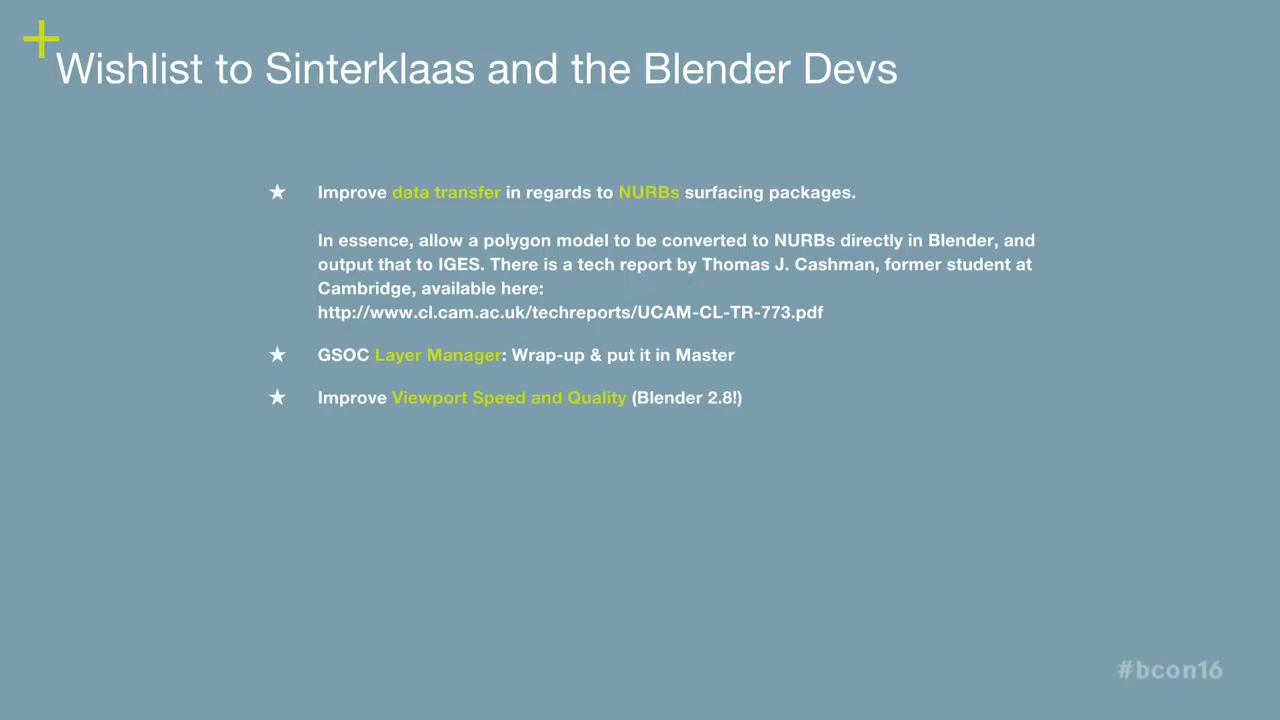 Wishlist to Sinterklaas and the Blender Devs
★ Improve data transfer in regards to NURBs surfacing packages.
In essence, allow a polygon model to be converted to NURBs directly in Blender, and
output that to IGES. There is a tech report by Thomas J. Cashman, former student at
Cambridge, available here:
http://www.cl.cam.ac.uk/techreports/UCAM-CL-TR-773.pdf
★ GSOC Layer Manager: Wrap-up & put it in Master
★ Improve Viewport Speed and Quality (Blender 2.8!)
#bcon16